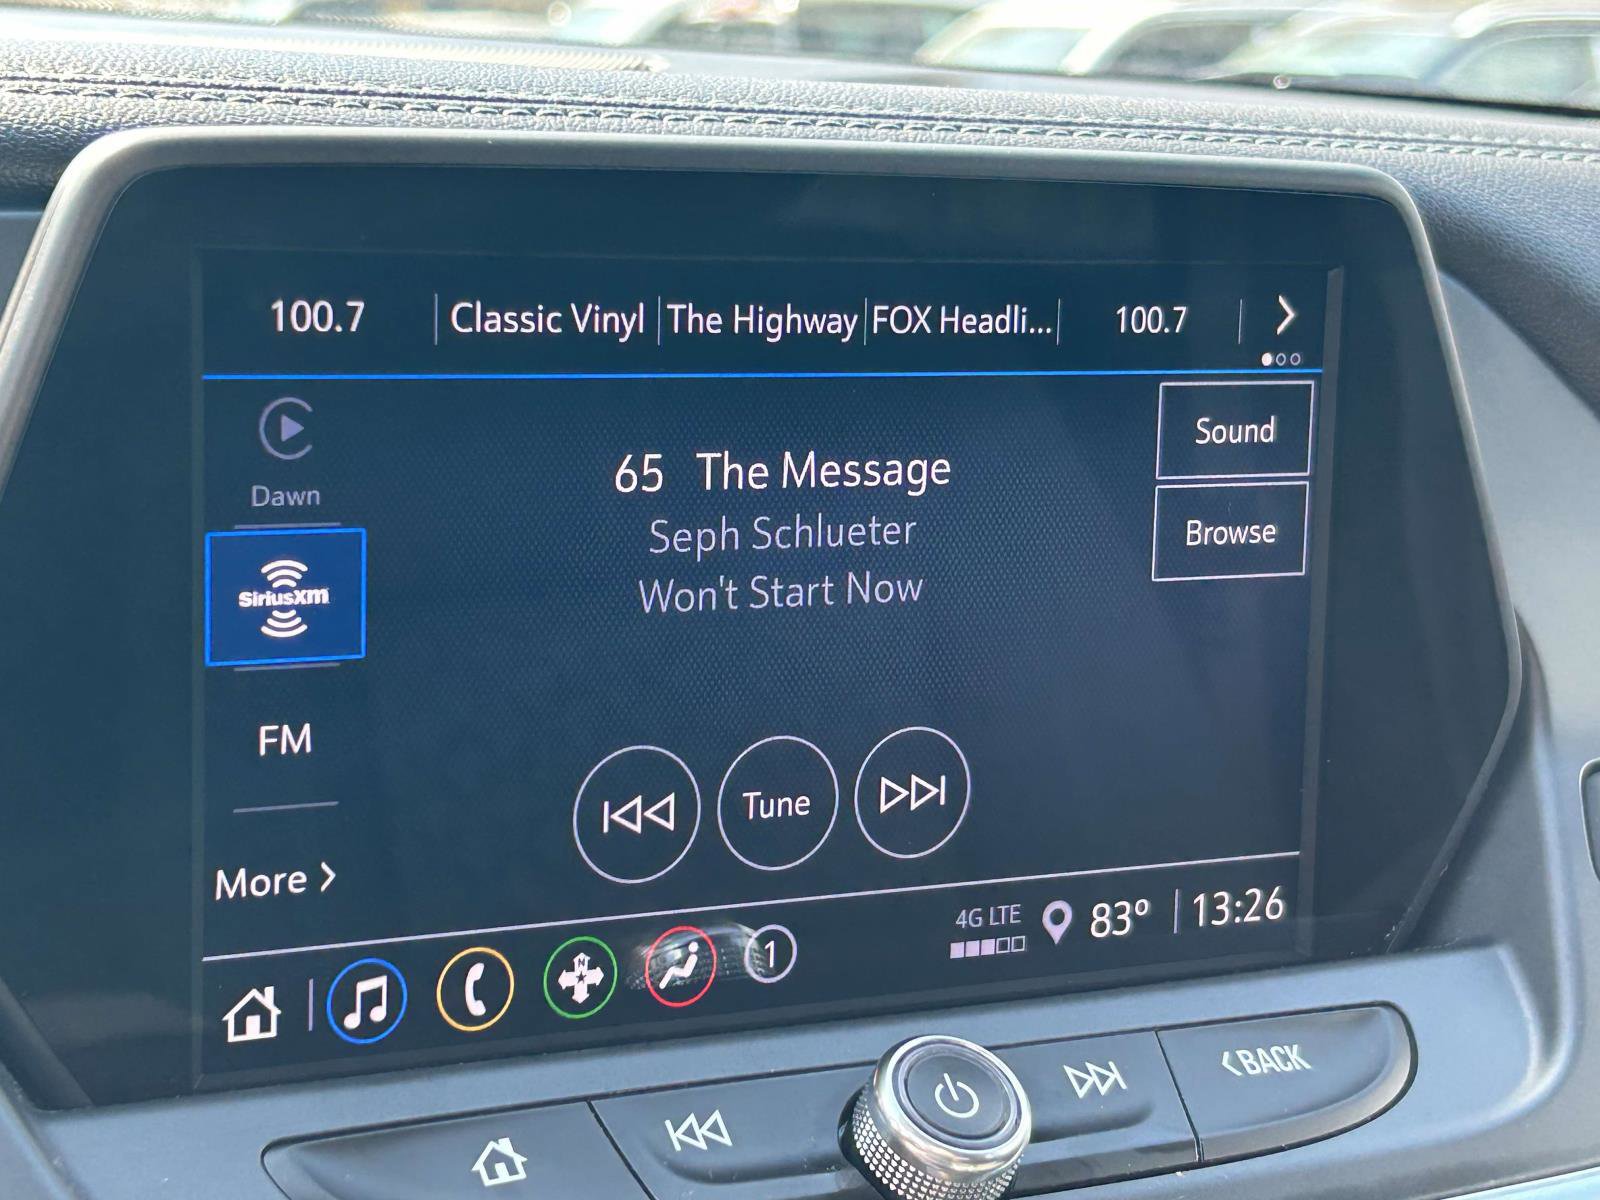 100.7 Classic Vinyl The Highway FOX Headli... 100.7
Dawn
SiriusXM
FM
More
65 The Message
Seph Schlueter
Won't Start Now
Sound
Browse
Tune
N
1
4G LTE
83° 13:26
BACK